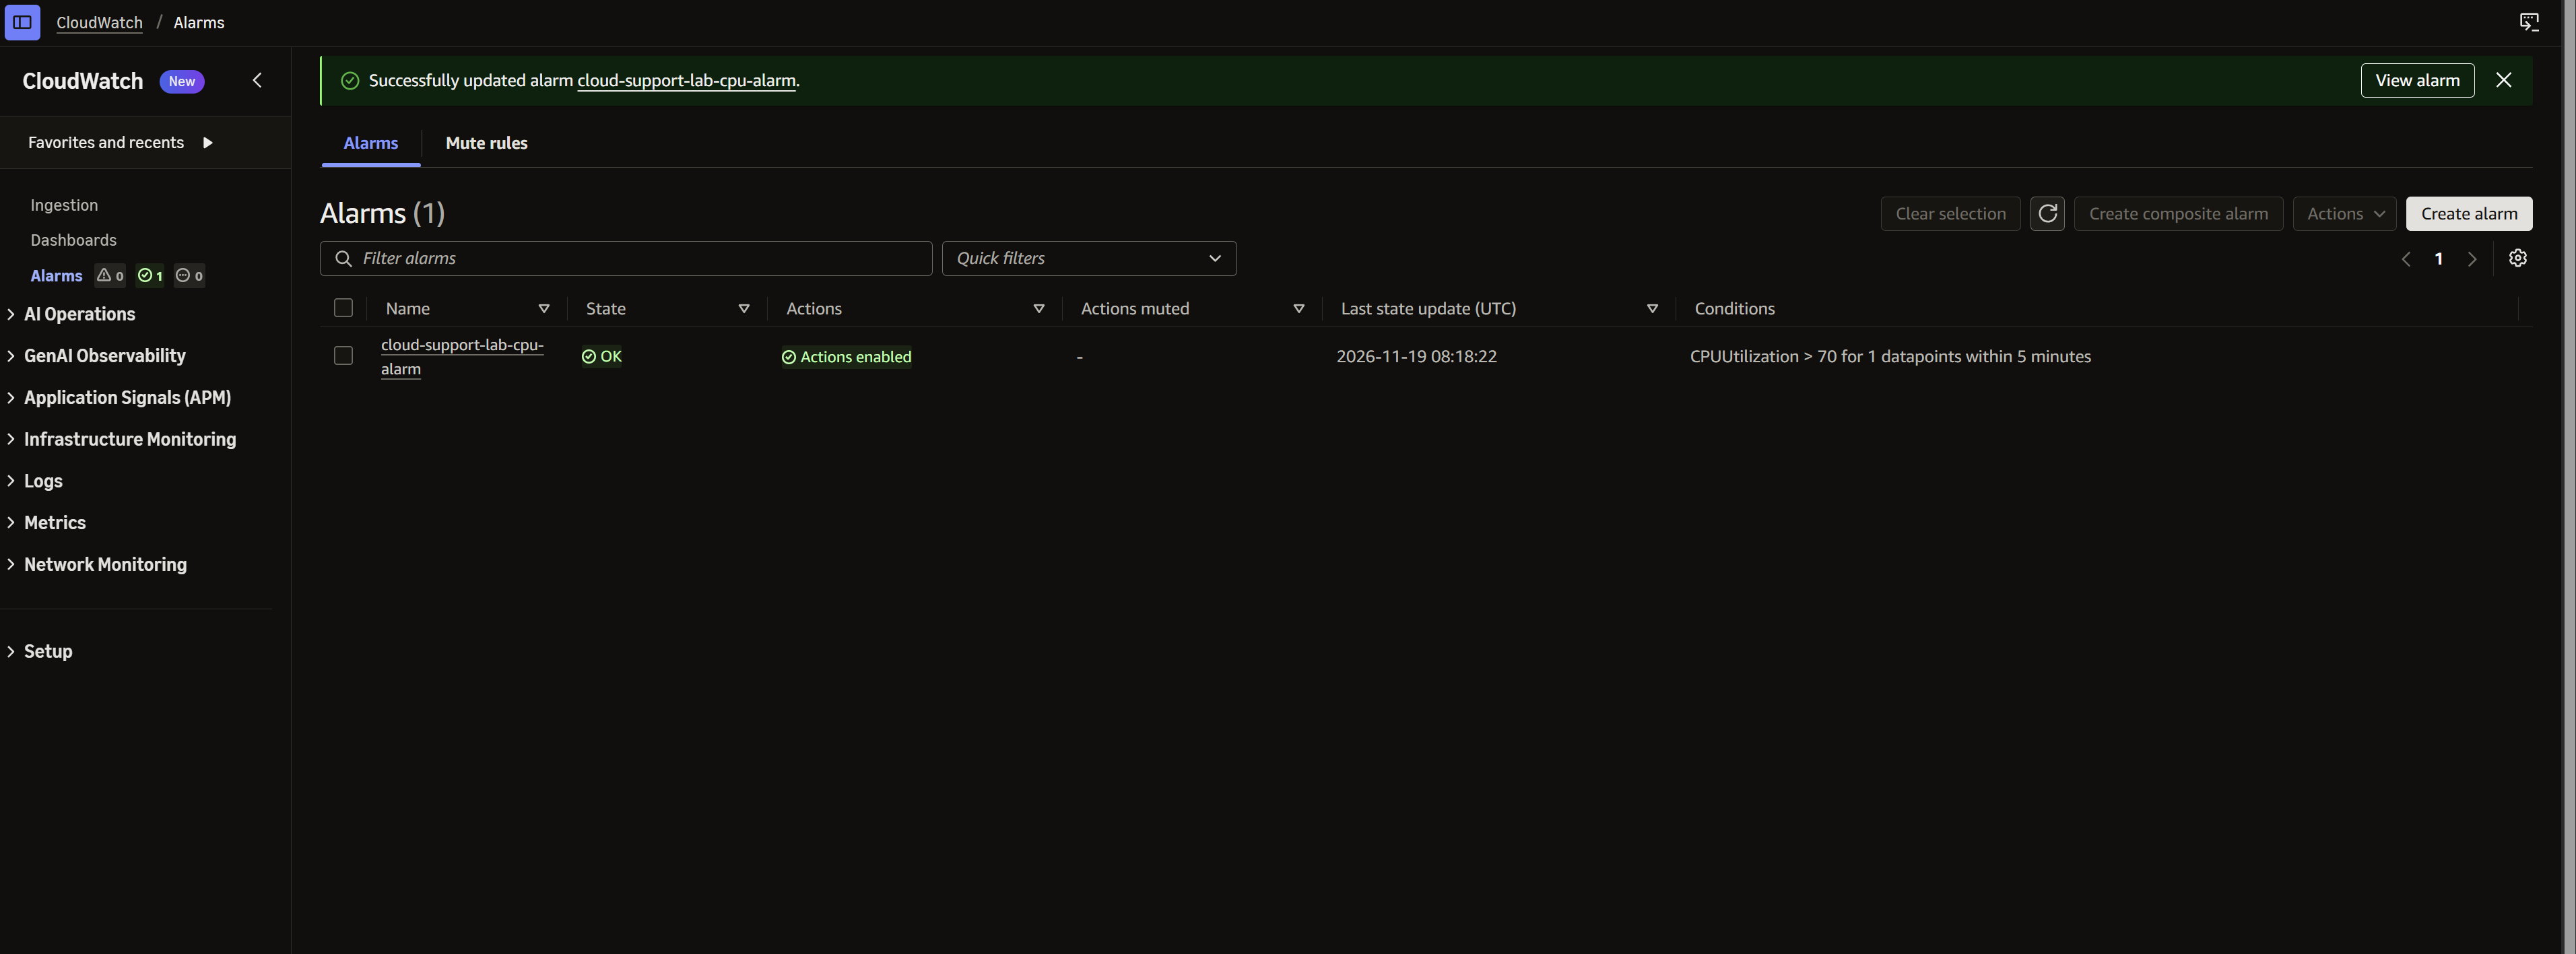 CloudWatch / Alarms
CloudWatch New
Favorites and recents
Ingestion
Dashboards
Alarms 0 1 0
AI Operations
GenAI Observability
Application Signals (APM)
Infrastructure Monitoring
Logs
Metrics
Network Monitoring
Setup
Successfully updated alarm cloud-support-lab-cpu-alarm.
View alarm
Alarms
Mute rules
Alarms (1)
Clear selection
Create composite alarm
Actions
Create alarm
Filter alarms
Quick filters
1
Name
State
Actions
Actions muted
Last state update (UTC)
Conditions
cloud-support-lab-cpu-
alarm
OK
Actions enabled
-
2026-11-19 08:18:22
CPUUtilization > 70 for 1 datapoints within 5 minutes